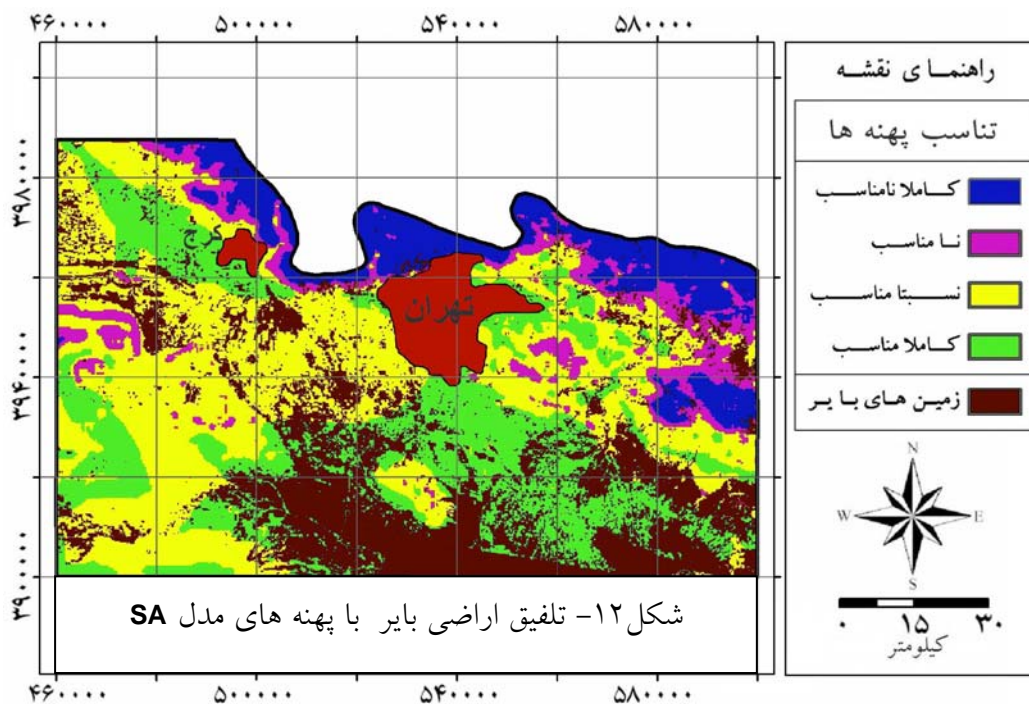 ۴۶۰۰۰۰ ۵۰۰۰۰۰ ۵۴۰۰۰۰ ۵۸۰۰۰۰
۳۹۸۰۰۰۰
۳۹۴۰۰۰۰
۳۹۰۰۰۰۰
کرج
تهران
شکل۱۲- تلفیق اراضی بایر با پهنه های مدل SA
۴۶۰۰۰۰ ۵۰۰۰۰۰ ۵۴۰۰۰۰ ۵۸۰۰۰۰
راهنمای نقشه
تناسب پهنه ها
کاملا نامناسب
نا مناسب
نسبتا مناسب
کاملا مناسب
زمین های بایر
N
W E
S
۰ ۱۵ ۳۰
کیلومتر